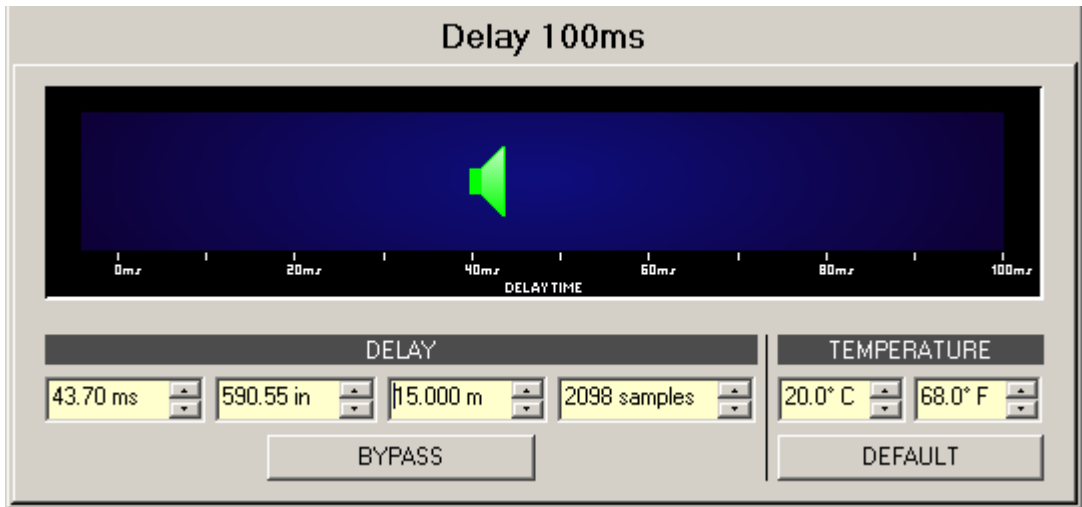 Delay 100ms
0ms 20ms 40ms 60ms 80ms 100ms
DELAY TIME
DELAY TEMPERATURE
43.70 ms 590.55 in 15.000 m 2098 samples 20.0° C 68.0° F
BYPASS DEFAULT